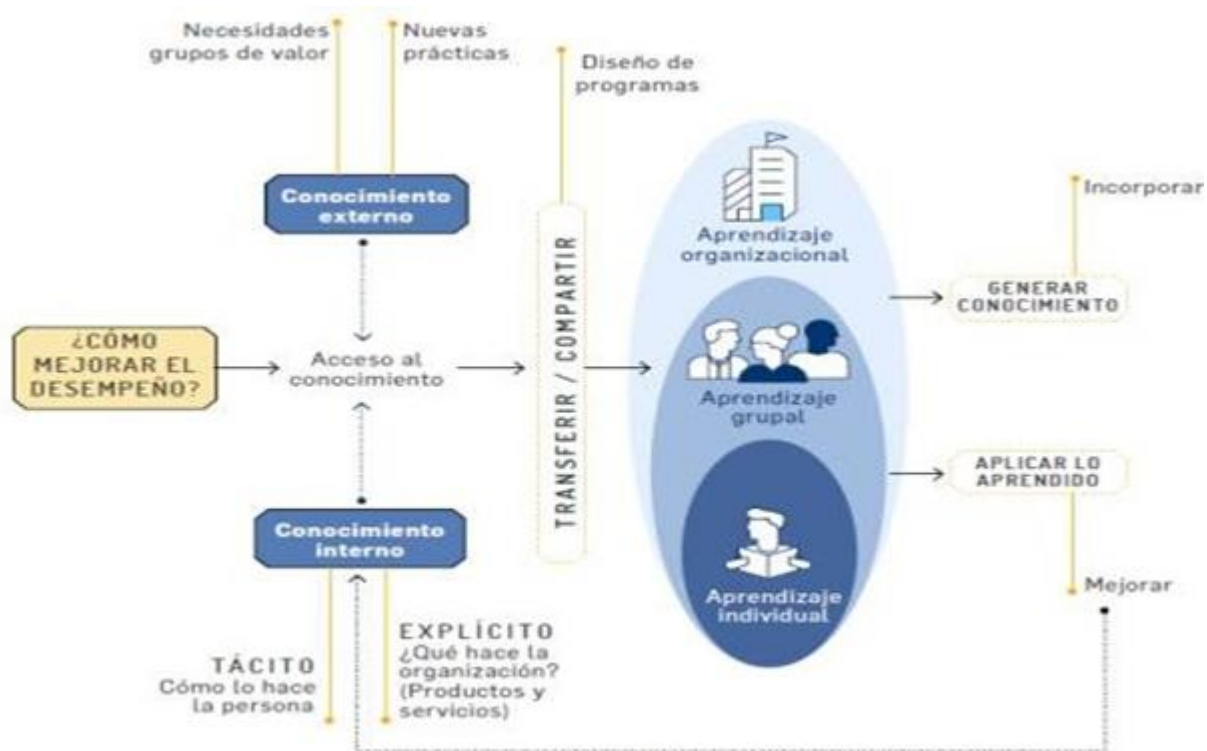 Necesidades
grupos de valor
Nuevas
prácticas
Diseño de
programas
Conocimiento
externo
¿CÓMO
MEJORAR EL
DESEMPEÑO?
Acceso al
conocimiento
TRANSFERIR / COMPARTIR
Aprendizaje
organizacional
Aprendizaje
grupal
Aprendizaje
individual
Incorporar
GENERAR
CONOCIMIENTO
APLICAR LO
APRENDIDO
Mejorar
Conocimiento
interno
TÁCITO
Cómo lo hace
la persona
EXPLÍCITO
¿Qué hace la
organización?
(Productos y
servicios)